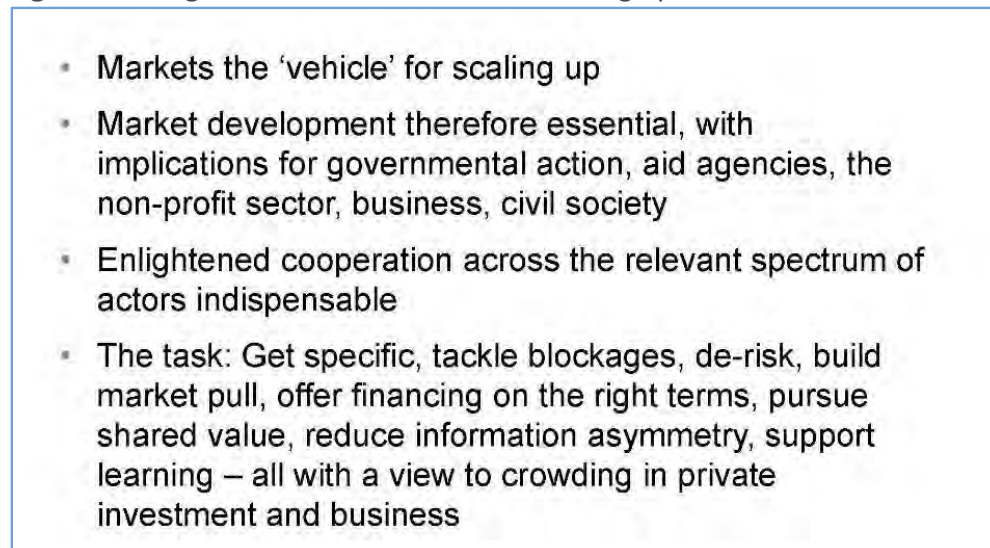 • Markets the ‘vehicle’ for scaling up
• Market development therefore essential, with
implications for governmental action, aid agencies, the
non-profit sector, business, civil society
• Enlightened cooperation across the relevant spectrum of
actors indispensable
• The task: Get specific, tackle blockages, de-risk, build
market pull, offer financing on the right terms, pursue
shared value, reduce information asymmetry, support
learning – all with a view to crowding in private
investment and business